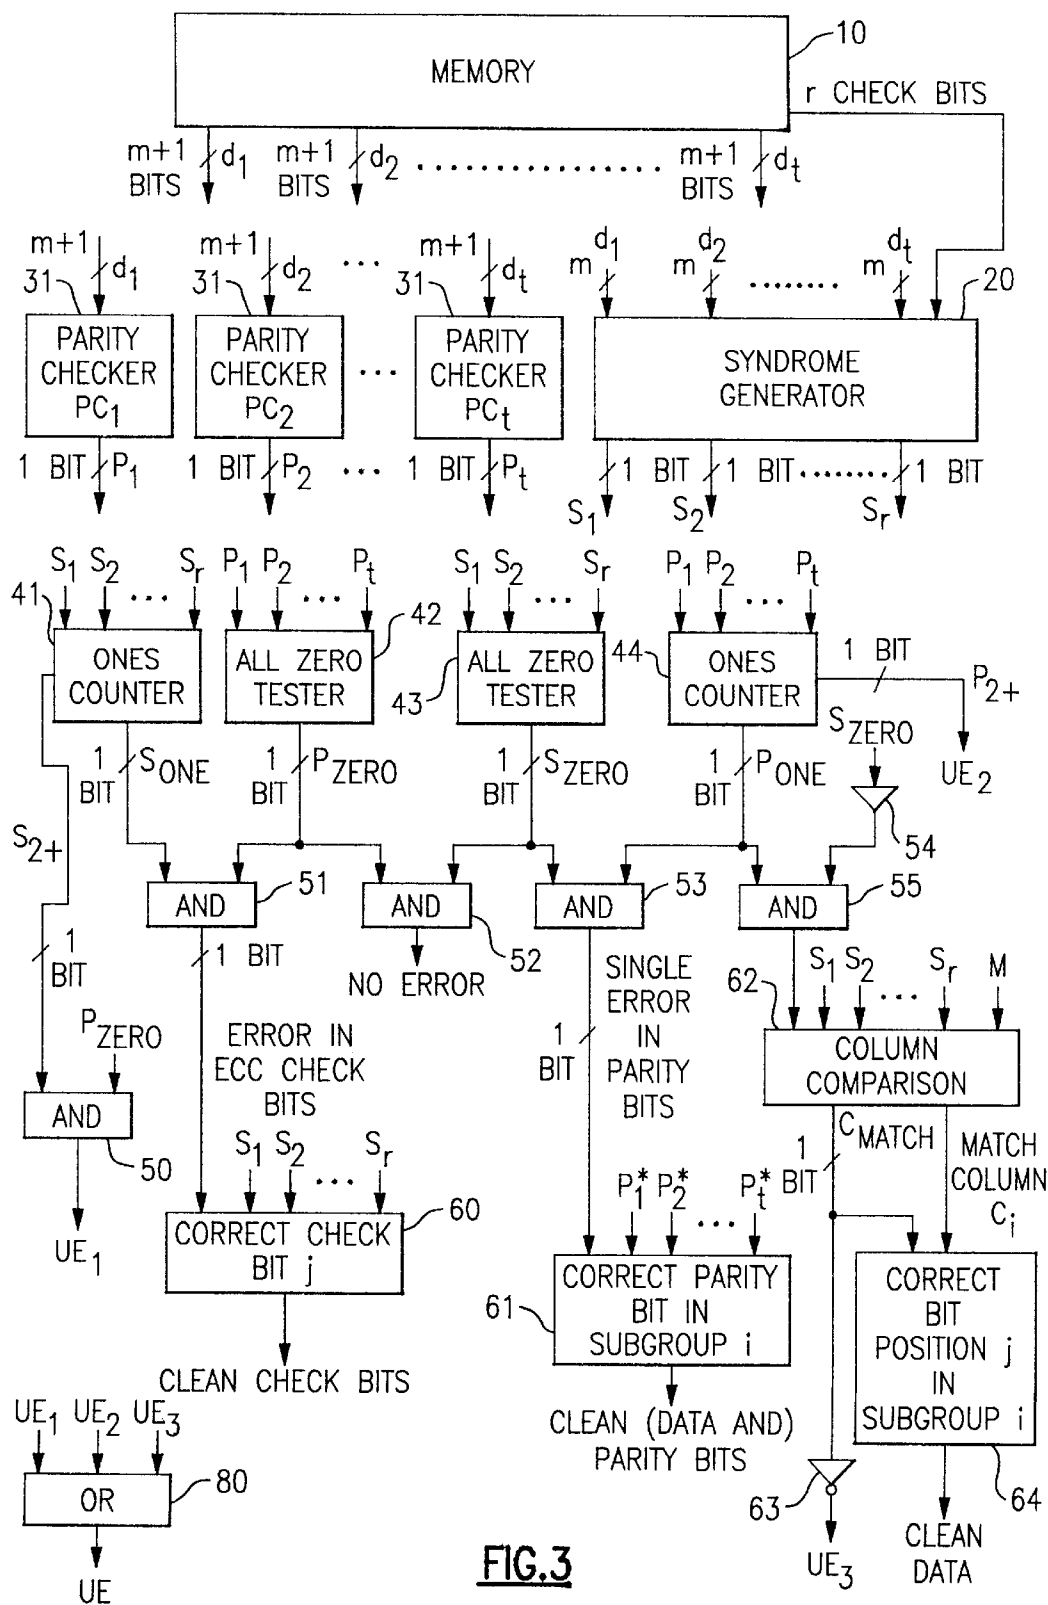 10
MEMORY
r CHECK BITS
m+1 BITS d1 m+1 BITS d2 ................ m+1 BITS dt
m+1 d1 m+1 d2 ... m+1 dt m d1 m d2 ........ m dt
31 31 31 20
PARITY CHECKER PC1
PARITY CHECKER PC2
...
PARITY CHECKER PCt
SYNDROME GENERATOR
1 BIT P1 1 BIT P2 ... 1 BIT Pt 1 BIT 1 BIT ........ 1 BIT
S1 S2 Sr
S1 S2 ... Sr P1 P2 ... Pt S1 S2 ... Sr P1 P2 ... Pt
41 42 43 44
ONES COUNTER
ALL ZERO TESTER
ALL ZERO TESTER
ONES COUNTER
1 BIT
P2+
UE2
SZERO
54
1 BIT SONE
1 BIT PZERO
1 BIT SZERO
1 BIT PONE
S2+
AND 51
AND 52
AND 53
AND 55
1 BIT
1 BIT
NO ERROR
PZERO
AND
50
UE1
ERROR IN
ECC CHECK
BITS
S1 S2 ... Sr
60
CORRECT CHECK
BIT j
CLEAN CHECK BITS
1 BIT
SINGLE
ERROR
IN
PARITY
BITS
P1* P2* ... Pt*
61
CORRECT PARITY
BIT IN
SUBGROUP i
CLEAN (DATA AND)
PARITY BITS
62
S1 S2 ... Sr M
COLUMN
COMPARISON
1 BIT
CMATCH
MATCH
COLUMN
Ci
CORRECT
BIT
POSITION j
IN
SUBGROUP i
63
64
UE3
CLEAN
DATA
UE1 UE2 UE3
OR
80
UE
FIG.3